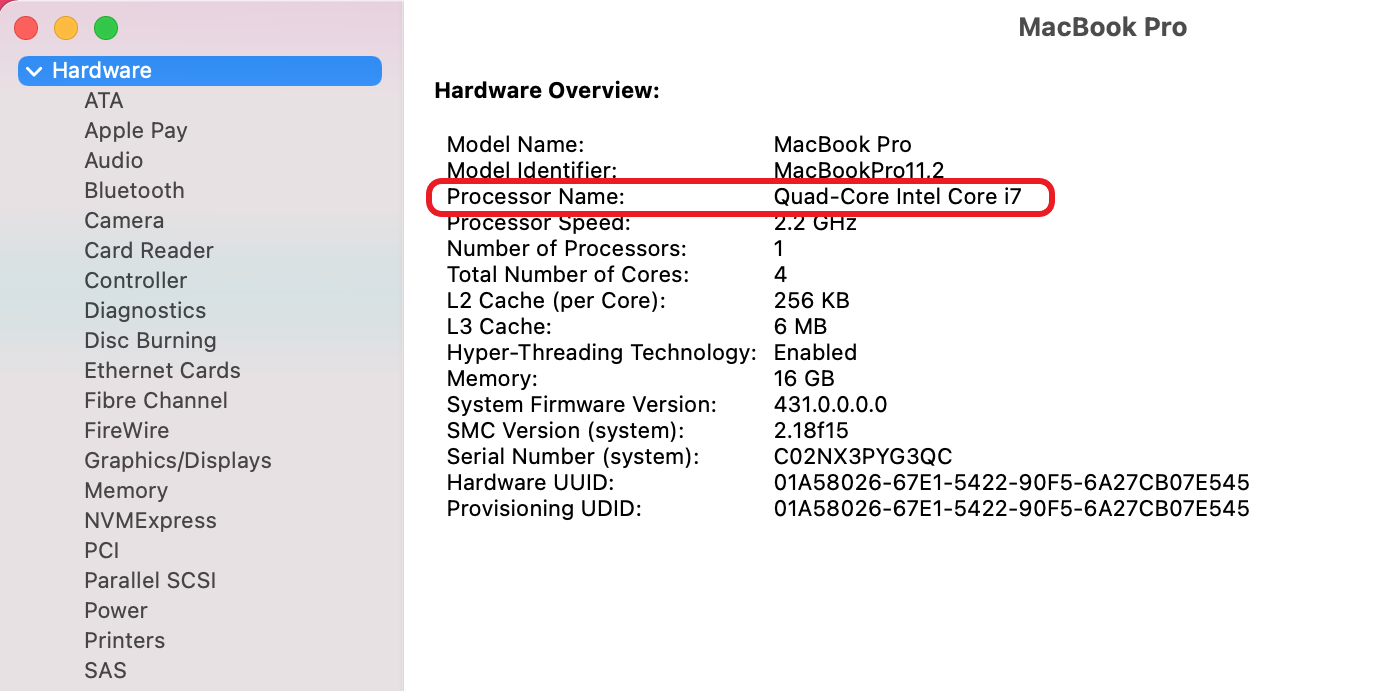 MacBook Pro
Hardware
ATA
Apple Pay
Audio
Bluetooth
Camera
Card Reader
Controller
Diagnostics
Disc Burning
Ethernet Cards
Fibre Channel
FireWire
Graphics/Displays
Memory
NVMExpress
PCI
Parallel SCSI
Power
Printers
SAS
Hardware Overview:
Model Name: MacBook Pro
Model Identifier: MacBookPro11,2
Processor Name: Quad-Core Intel Core i7
Processor Speed: 2.2 GHz
Number of Processors: 1
Total Number of Cores: 4
L2 Cache (per Core): 256 KB
L3 Cache: 6 MB
Hyper-Threading Technology: Enabled
Memory: 16 GB
System Firmware Version: 431.0.0.0.0
SMC Version (system): 2.18f15
Serial Number (system): C02NX3PYG3QC
Hardware UUID: 01A58026-67E1-5422-90F5-6A27CB07E545
Provisioning UDID: 01A58026-67E1-5422-90F5-6A27CB07E545